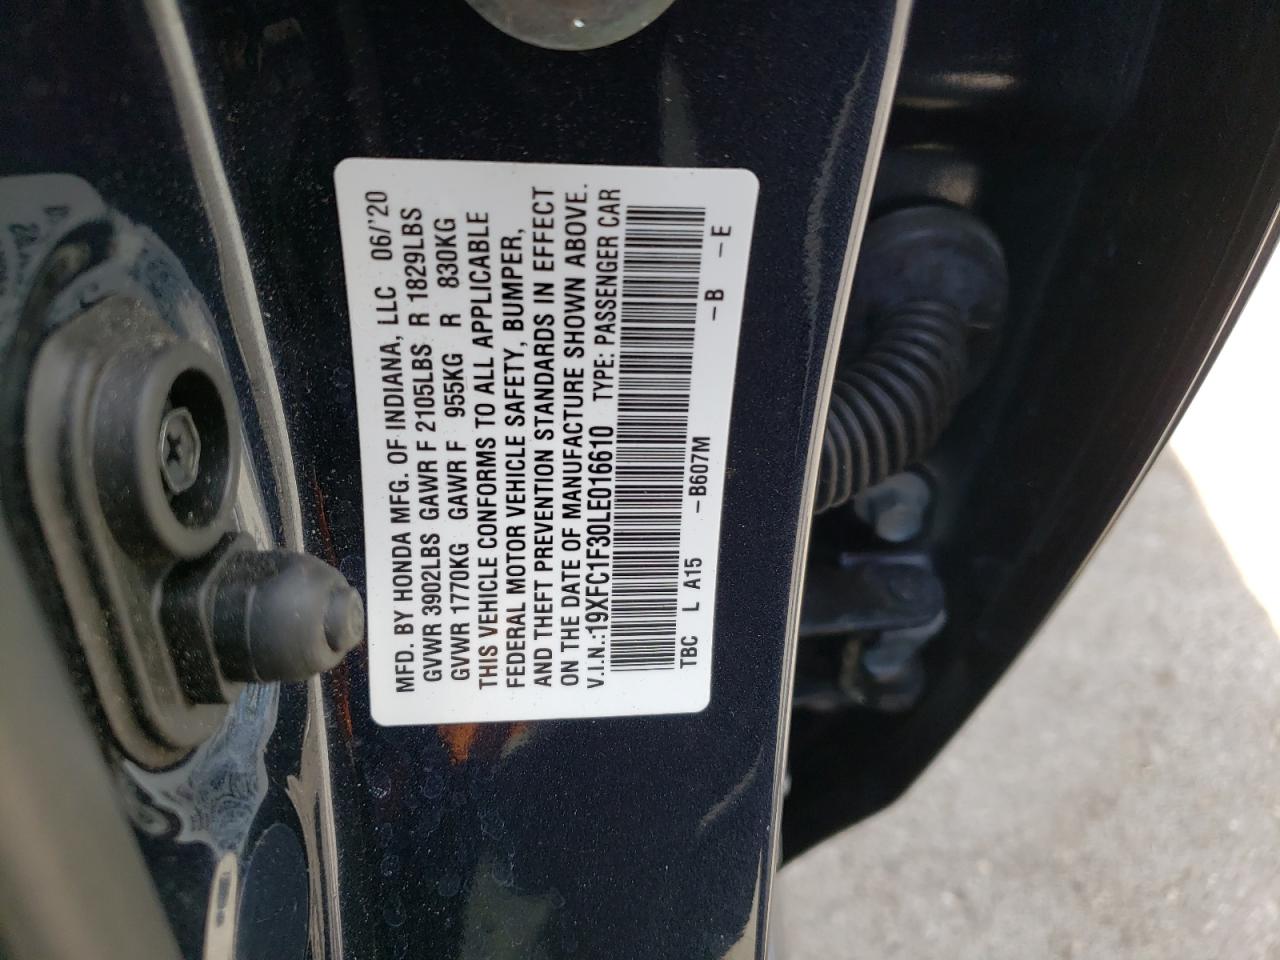 MFD. BY HONDA MFG. OF INDIANA, LLC 06/'20
GVWR 3902LBS GAWR F 2105LBS R 1829LBS
GVWR 1770KG GAWR F 955KG R 830KG
THIS VEHICLE CONFORMS TO ALL APPLICABLE
FEDERAL MOTOR VEHICLE SAFETY, BUMPER,
AND THEFT PREVENTION STANDARDS IN EFFECT
ON THE DATE OF MANUFACTURE SHOWN ABOVE.
V.I.N.:19XFC1F30LE016610 TYPE: PASSENGER CAR
TBC L A15 -B607M -B -E